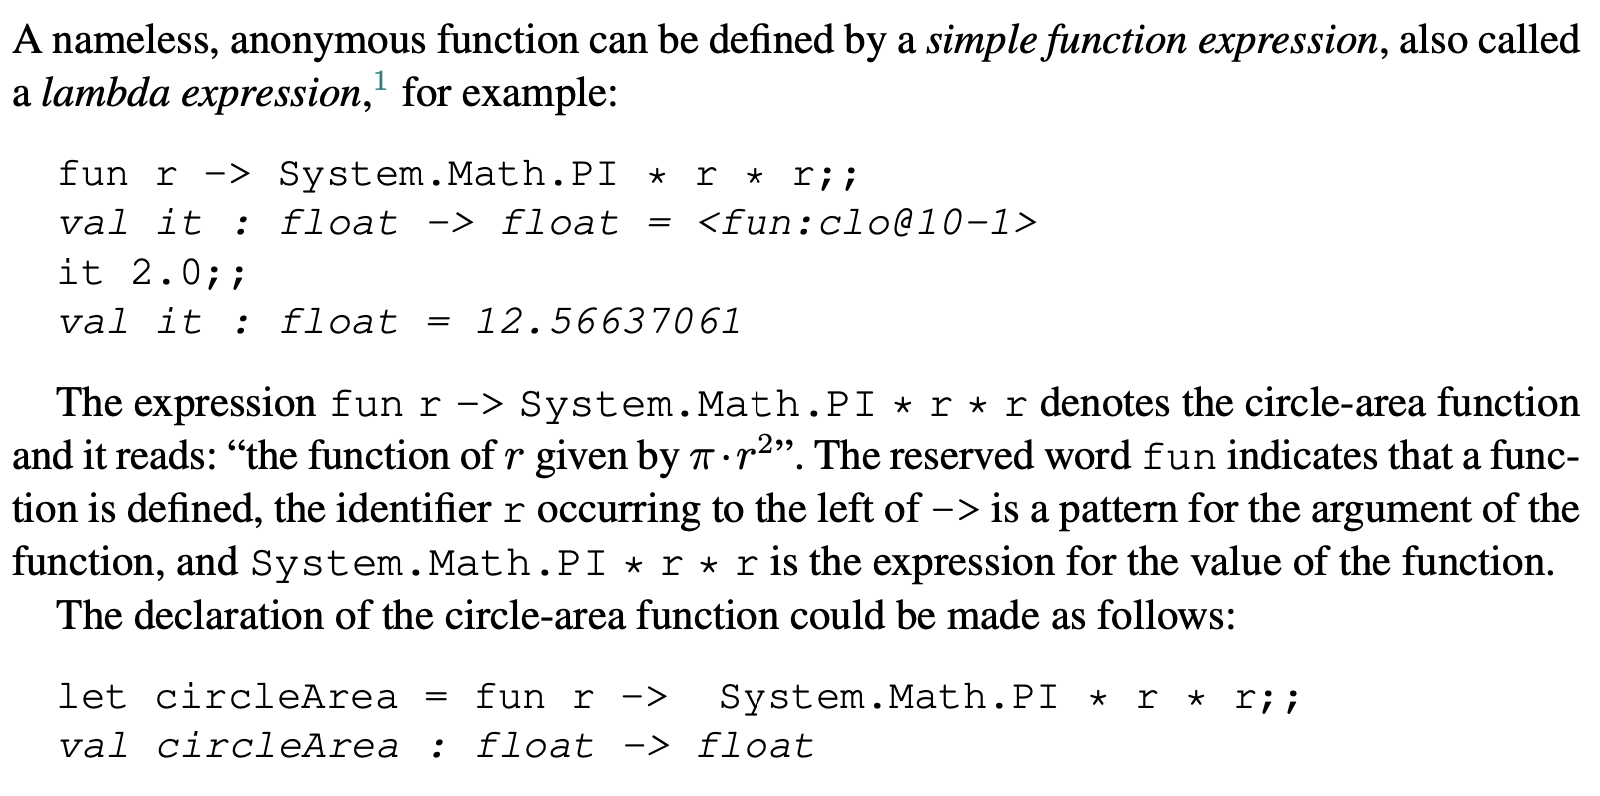 A nameless, anonymous function can be defined by a simple function expression, also called
a lambda expression,1 for example:
fun r -> System.Math.PI * r * r;;
val it : float -> float = <fun:clo@10-1>
it 2.0;;
val it : float = 12.56637061
The expression fun r -> System.Math.PI * r * r denotes the circle-area function
and it reads: “the function of r given by π · r²”. The reserved word fun indicates that a func-
tion is defined, the identifier r occurring to the left of -> is a pattern for the argument of the
function, and System.Math.PI * r * r is the expression for the value of the function.
The declaration of the circle-area function could be made as follows:
let circleArea = fun r ->  System.Math.PI * r * r;;
val circleArea : float -> float